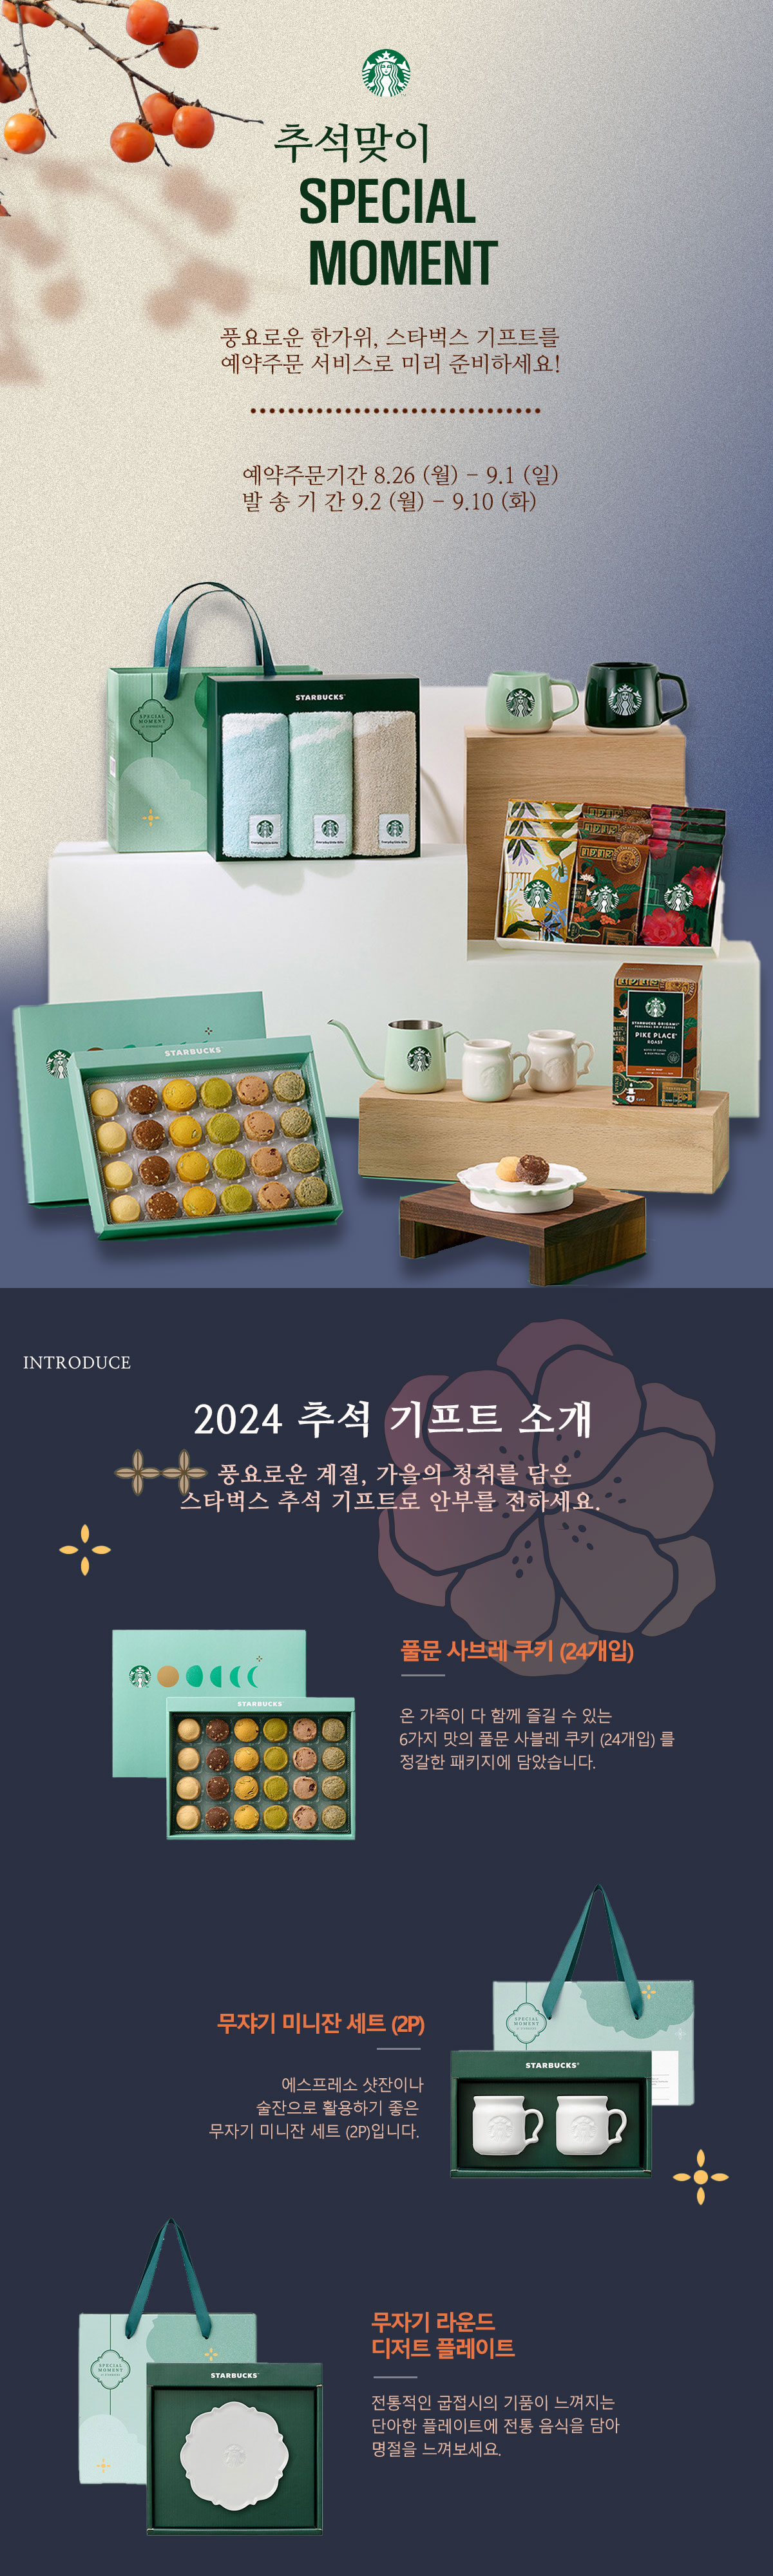 추석맞이
SPECIAL
MOMENT
풍요로운 한가위, 스타벅스 기프트를
예약주문 서비스로 미리 준비하세요!
예약주문기간 8.26 (월) - 9.1 (일)
발 송 기 간 9.2 (월) - 9.10 (화)
SPECIAL
MOMENT
STARBUCKS
STARBUCKS
STARBUCKS ORIGAMI
PIKE PLACE
ROAST
INTRODUCE
2024 추석 기프트 소개
풍요로운 계절, 가을의 정취를 담은
스타벅스 추석 기프트로 안부를 전하세요.
STARBUCKS
풀문 사브레 쿠키 (24개입)
온 가족이 다 함께 즐길 수 있는
6가지 맛의 풀문 사블레 쿠키 (24개입) 를
정갈한 패키지에 담았습니다.
SPECIAL
MOMENT
STARBUCKS
무자기 미니잔 세트 (2P)
에스프레소 샷잔이나
술잔으로 활용하기 좋은
무자기 미니잔 세트 (2P)입니다.
SPECIAL
MOMENT
STARBUCKS
무자기 라운드
디저트 플레이트
전통적인 굽접시의 기품이 느껴지는
단아한 플레이트에 전통 음식을 담아
명절을 느껴보세요.